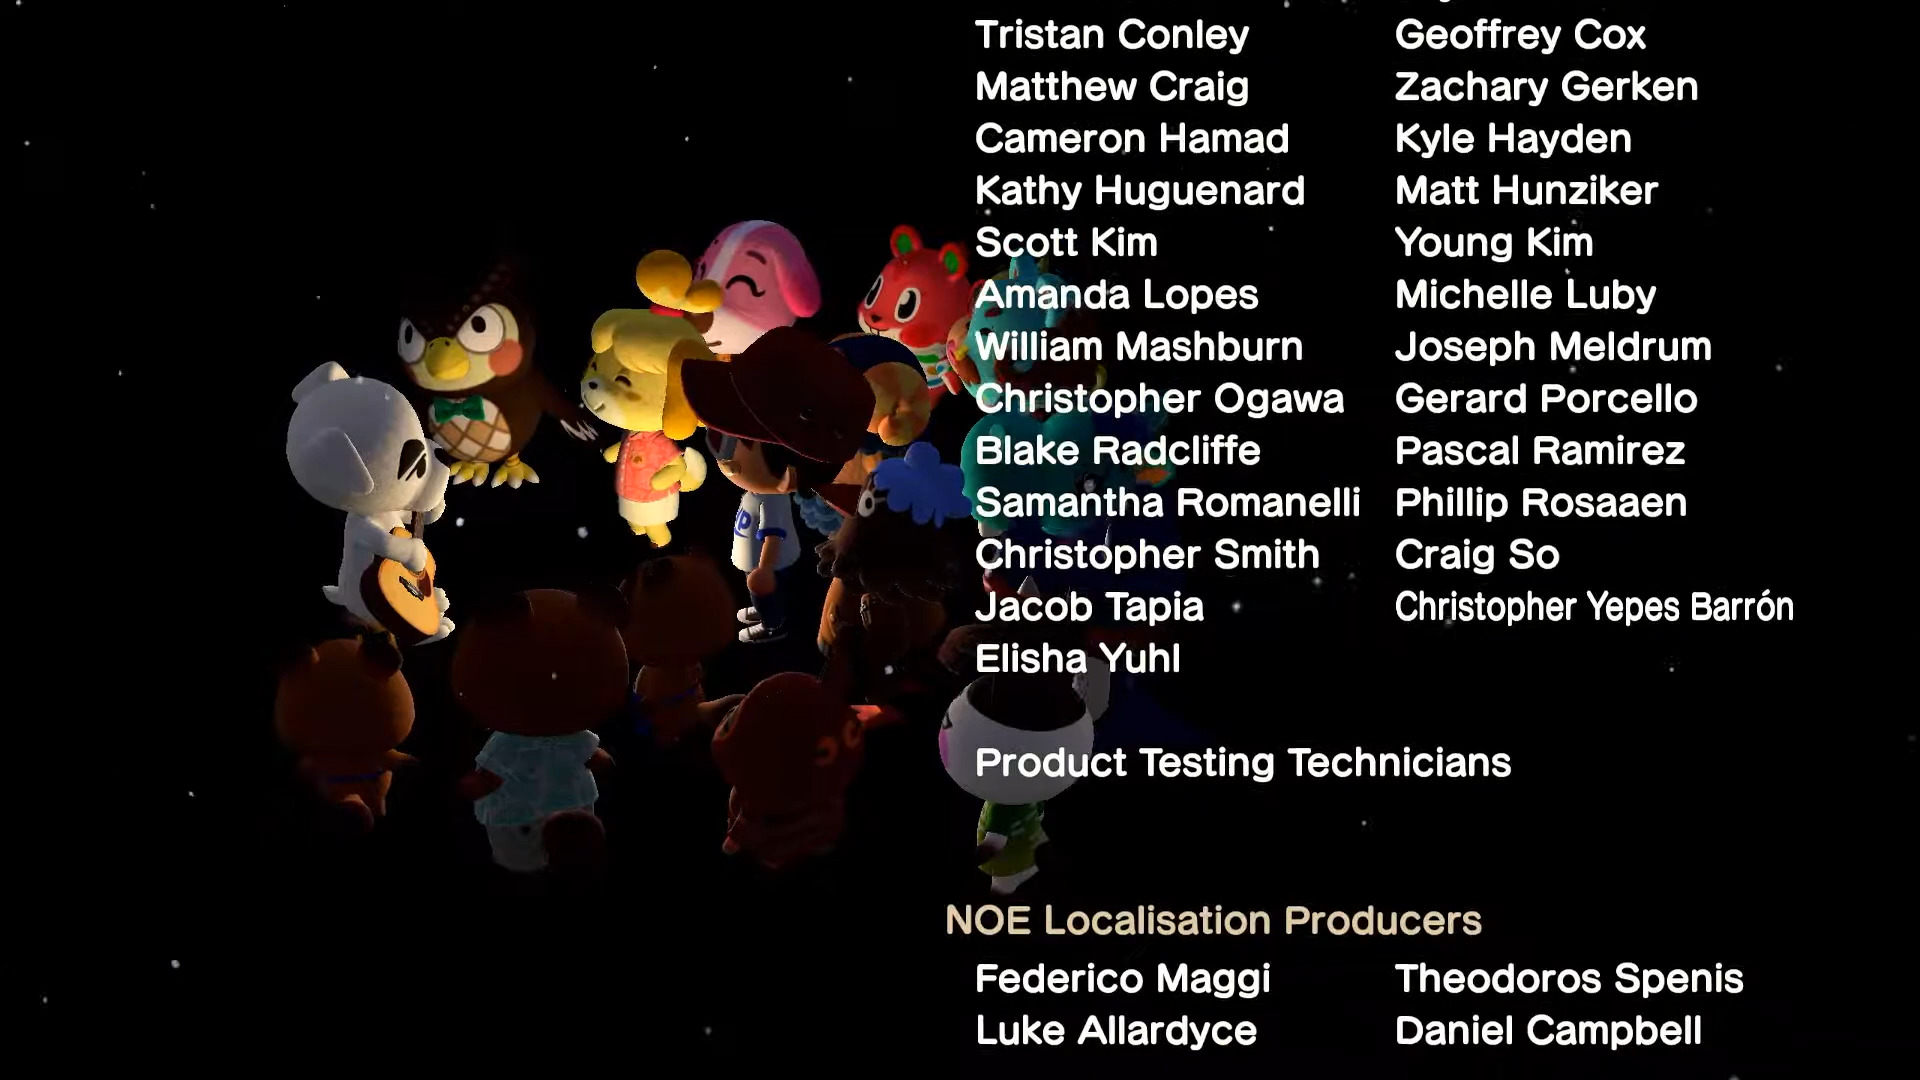 Tristan Conley Geoffrey Cox
Matthew Craig Zachary Gerken
Cameron Hamad Kyle Hayden
Kathy Huguenard Matt Hunziker
Scott Kim Young Kim
Amanda Lopes Michelle Luby
William Mashburn Joseph Meldrum
Christopher Ogawa Gerard Porcello
Blake Radcliffe Pascal Ramirez
Samantha Romanelli Phillip Rosaaen
Christopher Smith Craig So
Jacob Tapia Christopher Yepes Barrón
Elisha Yuhl
Product Testing Technicians
NOE Localisation Producers
Federico Maggi Theodoros Spenis
Luke Allardyce Daniel Campbell